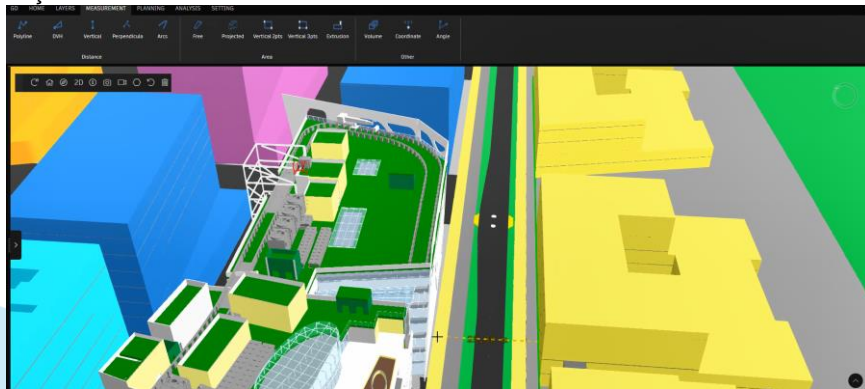 GD HOME LAYERS MEASUREMENT PLANNING ANALYSIS SETTING
Polyline DVH Vertical Perpendicula Arcs Free Projected Vertical 2pts Vertical 3pts Extrusion Volume Coordinate Angle
Distance Area Other
2D